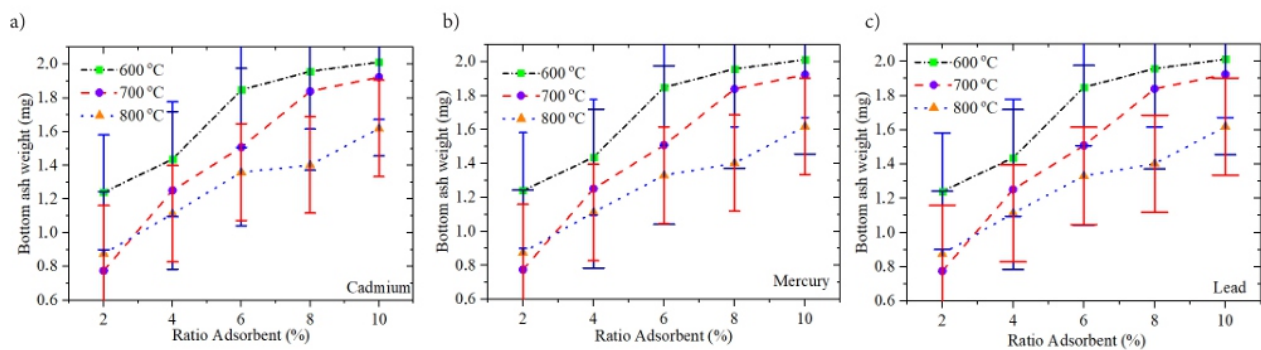 a)
2.0
1.8
1.6
1.4
1.2
1.0
0.8
0.6
Bottom ash weight (mg)
600 °C
700 °C
800 °C
Cadmium
2 4 6 8 10
Ratio Adsorbent (%)
b)
2.0
1.8
1.6
1.4
1.2
1.0
0.8
0.6
Bottom ash weight (mg)
600 °C
700 °C
800 °C
Mercury
2 4 6 8 10
Ratio Adsorbent (%)
c)
2.0
1.8
1.6
1.4
1.2
1.0
0.8
0.6
Bottom ash weight (mg)
600 °C
700 °C
800 °C
Lead
2 4 6 8 10
Ratio Adsorbent (%)